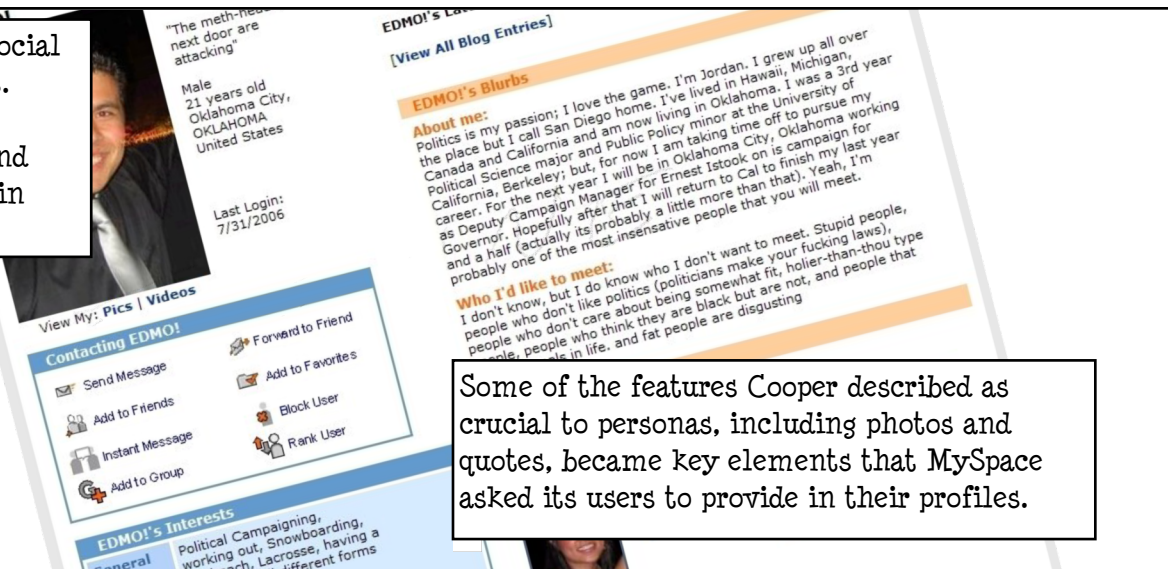 ocial
nd
in
"The meth-heads
next door are
attacking"
Male
21 years old
Oklahoma City,
OKLAHOMA
United States
Last Login:
7/31/2006
View My: Pics | Videos
Contacting EDMO!
Send Message
Forward to Friend
Add to Friends
Add to Favorites
Instant Message
Block User
Add to Group
Rank User
EDMO!'s Interests
General
Political Campaigning,
working out, Snowboarding,
Lacrosse, having a
different forms
EDMO!'s
[View All Blog Entries]
EDMO!'s Blurbs
About me:
Politics is my passion; I love the game. I'm Jordan. I grew up all over
the place but I call San Diego home. I've lived in Hawaii, Michigan,
Canada and California and am now living in Oklahoma. I was a 3rd year
Political Science major and Public Policy minor at the University of
California, Berkeley; but, for now I am taking time off to pursue my
career. For the next year I will be in Oklahoma City, Oklahoma working
as Deputy Campaign Manager for Ernest Istook on is campaign for
Governor. Hopefully after that I will return to Cal to finish my last year
and a half (actually its probably a little more than that). Yeah, I'm
probably one of the most insensative people that you will meet.
Who I'd like to meet:
I don't know, but I do know who I don't want to meet. Stupid people,
people who don't like politics (politicians make your fucking laws),
people who don't care about being somewhat fit, holier-than-thou type
people, people who think they are black but are not, and people that
in life. and fat people are disgusting
Some of the features Cooper described as
crucial to personas, including photos and
quotes, became key elements that MySpace
asked its users to provide in their profiles.